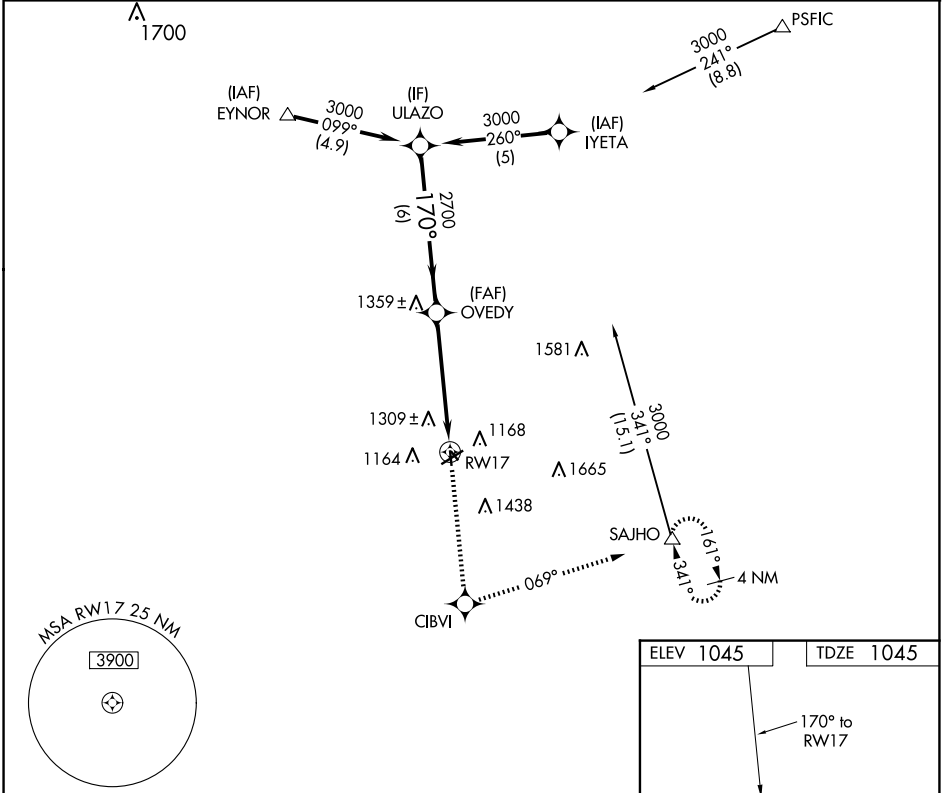 1700
PSFIC
3000
241°
(8.8)
(IAF)
EYNOR
3000
099°
(4.9)
(IF)
ULAZO
3000
260°
(5)
(IAF)
IYETA
2700
170°
(6)
1359 ±
(FAF)
OVEDY
1581
3000
341°
(15.1)
1309 ±
1168
1164
RW17
1665
1438
SAJHO
161°
341°
4 NM
069°
CIBVI
MSA RW17 25 NM
3900
ELEV 1045
TDZE 1045
170° to
RW17